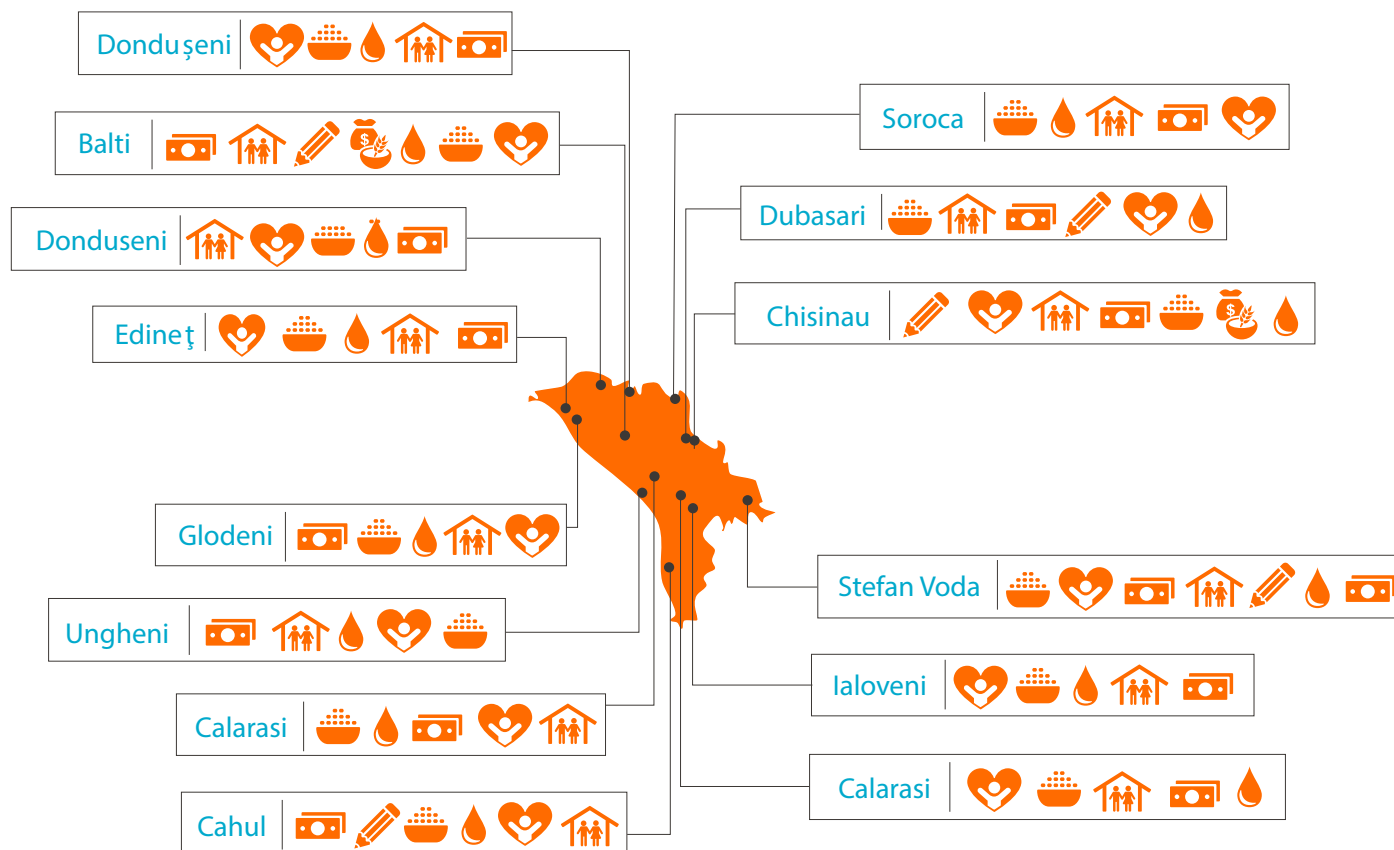 Dondușeni
Balti
Donduseni
Edineţ
Glodeni
Ungheni
Calarasi
Cahul
Soroca
Dubasari
Chisinau
Stefan Voda
Ialoveni
Calarasi